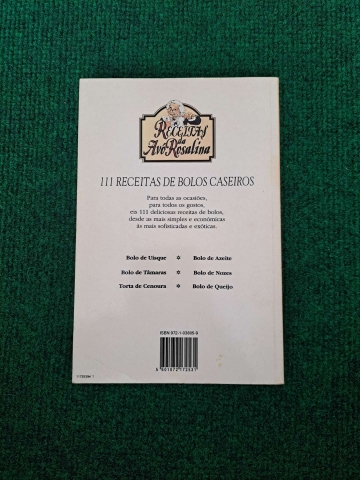 RECEITAS
da
Avó Rosalina
111 RECEITAS DE BOLOS CASEIROS
Para todas as ocasiões,
para todos os gostos,
eis 111 deliciosas receitas de bolos,
desde as mais simples e económicas
às mais sofisticadas e exóticas.
Bolo de Uísque * Bolo de Azeite
Bolo de Tâmaras * Bolo de Nozes
Torta de Cenoura * Bolo de Queijo